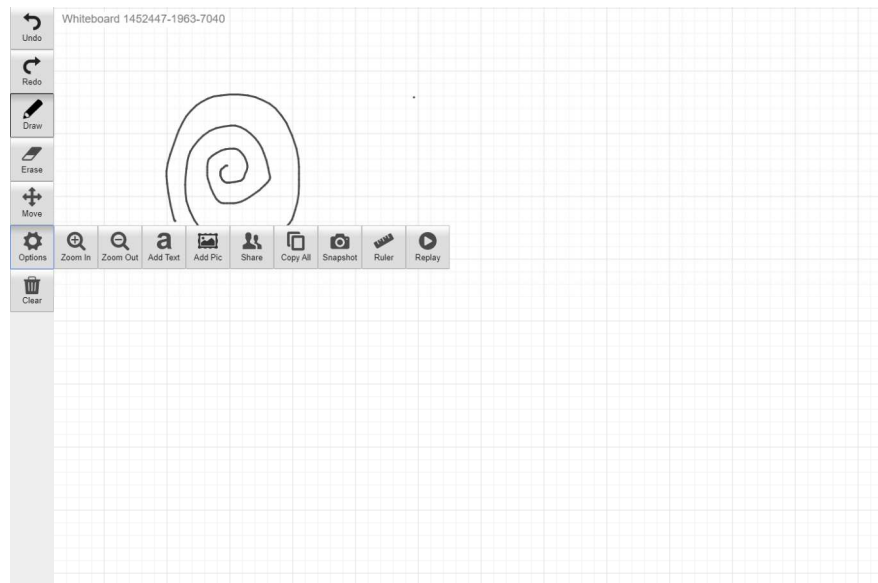 Whiteboard 1452447-1963-7040
Undo
Redo
Draw
Erase
Move
Options
Zoom In
Zoom Out
a
Add Text
Add Pic
Share
Copy All
Snapshot
Ruler
Replay
Clear